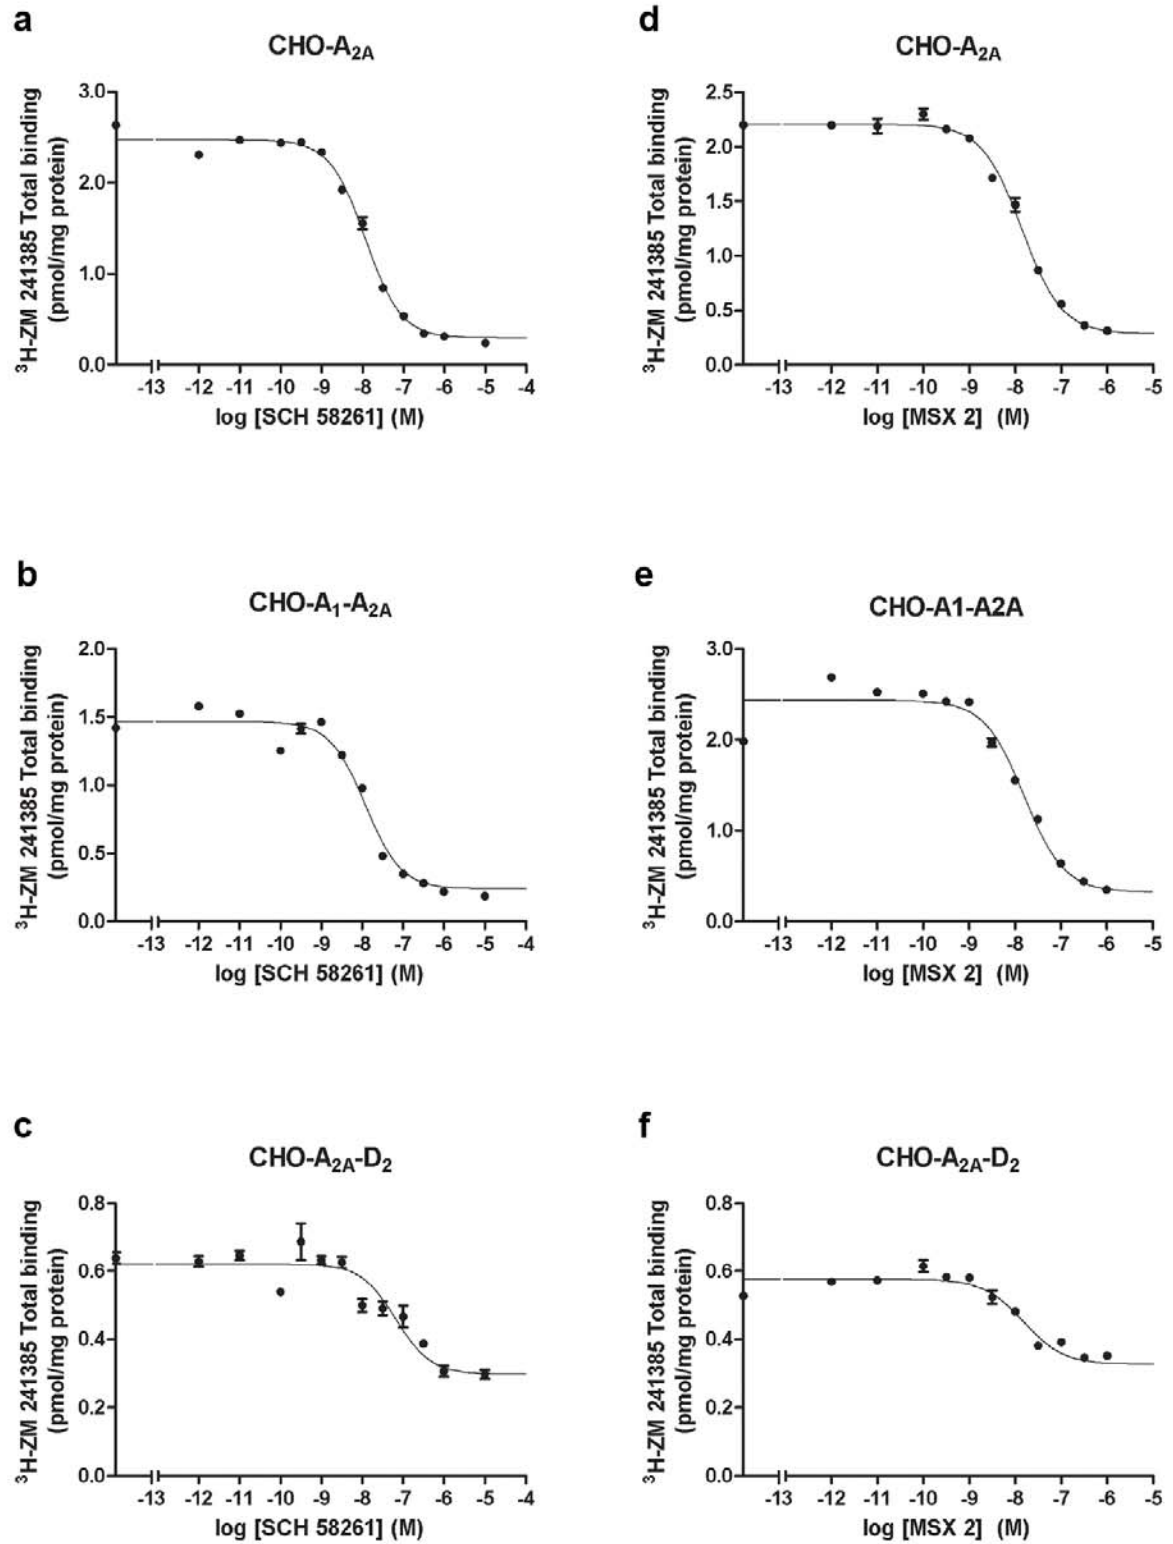 a
CHO-A2A
3.0
2.0
1.0
0.0
³H-ZM 241385 Total binding
(pmol/mg protein)
-13 -12 -11 -10 -9 -8 -7 -6 -5 -4
log [SCH 58261] (M)
d
CHO-A2A
2.5
2.0
1.5
1.0
0.5
0.0
³H-ZM 241385 Total binding
(pmol/mg protein)
-13 -12 -11 -10 -9 -8 -7 -6 -5
log [MSX 2] (M)
b
CHO-A1-A2A
2.0
1.5
1.0
0.5
0.0
³H-ZM 241385 Total binding
(pmol/mg protein)
-13 -12 -11 -10 -9 -8 -7 -6 -5 -4
log [SCH 58261] (M)
e
CHO-A1-A2A
3.0
2.0
1.0
0.0
³H-ZM 241385 Total binding
(pmol/mg protein)
-13 -12 -11 -10 -9 -8 -7 -6 -5
log [MSX 2] (M)
c
CHO-A2A-D2
0.8
0.6
0.4
0.2
0.0
³H-ZM 241385 Total binding
(pmol/mg protein)
-13 -12 -11 -10 -9 -8 -7 -6 -5 -4
log [SCH 58261] (M)
f
CHO-A2A-D2
0.8
0.6
0.4
0.2
0.0
³H-ZM 241385 Total binding
(pmol/mg protein)
-13 -12 -11 -10 -9 -8 -7 -6 -5
log [MSX 2] (M)